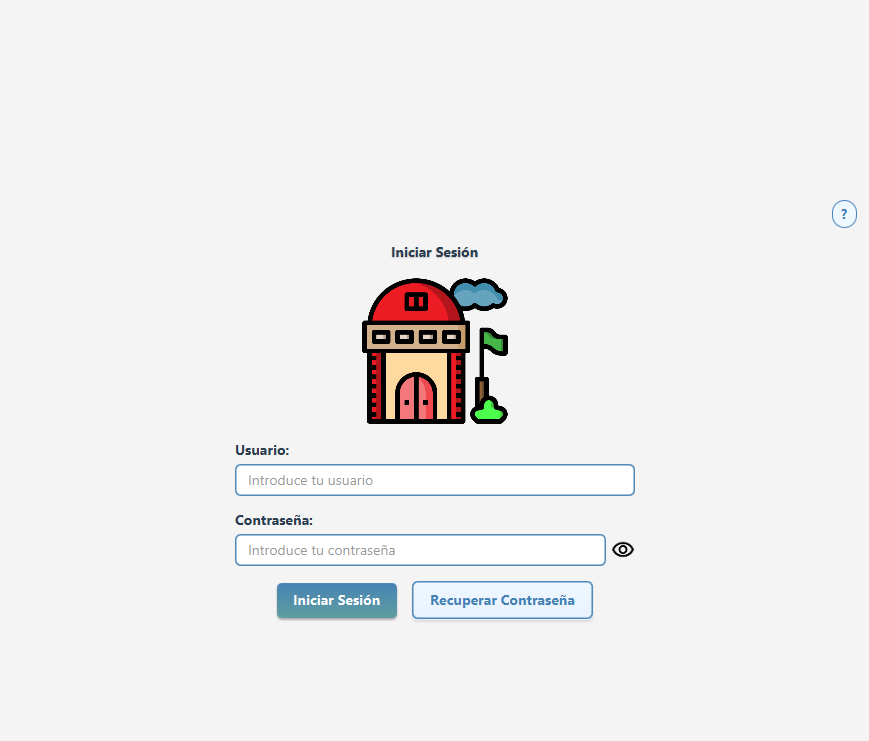 ?
Iniciar Sesión
Usuario:
Introduce tu usuario
Contraseña:
Introduce tu contraseña
Iniciar Sesión
Recuperar Contraseña